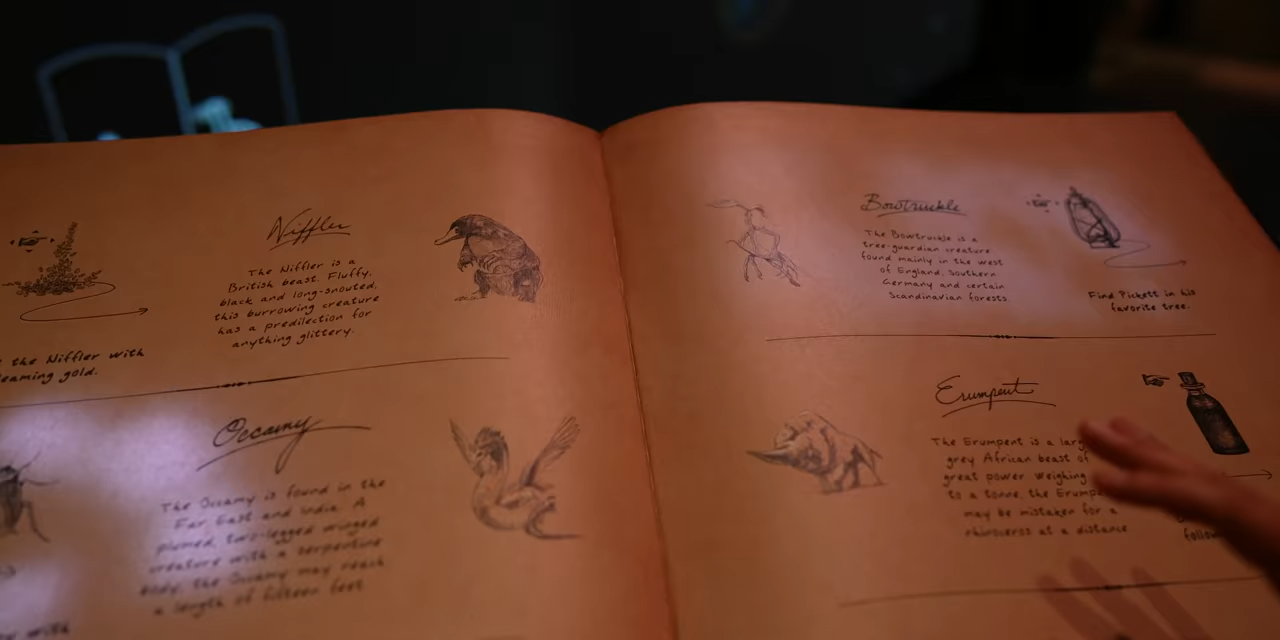 Niffler
The Niffler is a
British beast. Fluffy,
black and long-snouted,
this burrowing creature
has a predilection for
anything glittery.
the Niffler with
gold.
Occamy
The Occamy is found in the
Far East and India. A
plumed, two-legged winged
creature with a serpentine
body, the Occamy may reach
a length of fifteen feet
with
Bowtruckle
The Bowtruckle is a
tree-guardian creature
found mainly in the west
of England, Southern
Germany and certain
Scandinavian forests.
Find Pickett in his
favorite tree.
Erumpent
The Erumpent is a
grey African beast of
great power. Weighing
to a tonne, the
may be mistaken for a
rhinoceros at a distance